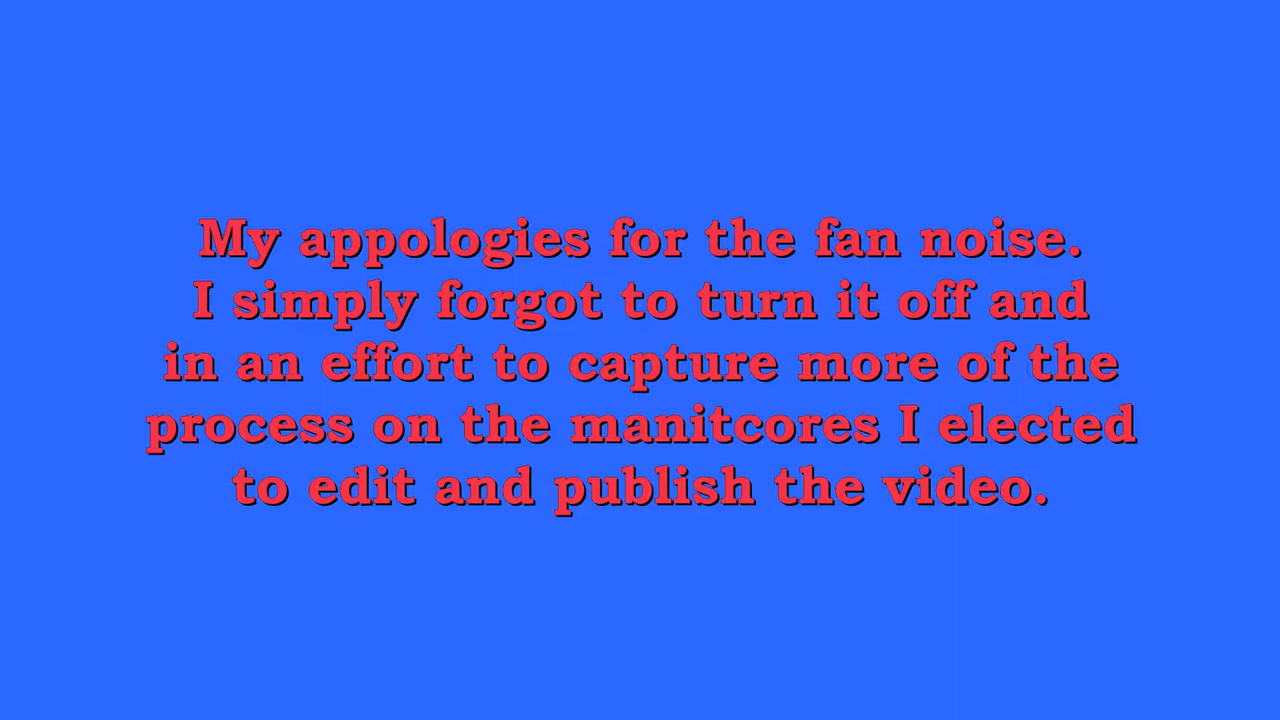 My appologies for the fan noise.
I simply forgot to turn it off and
in an effort to capture more of the
process on the manitcores I elected
to edit and publish the video.